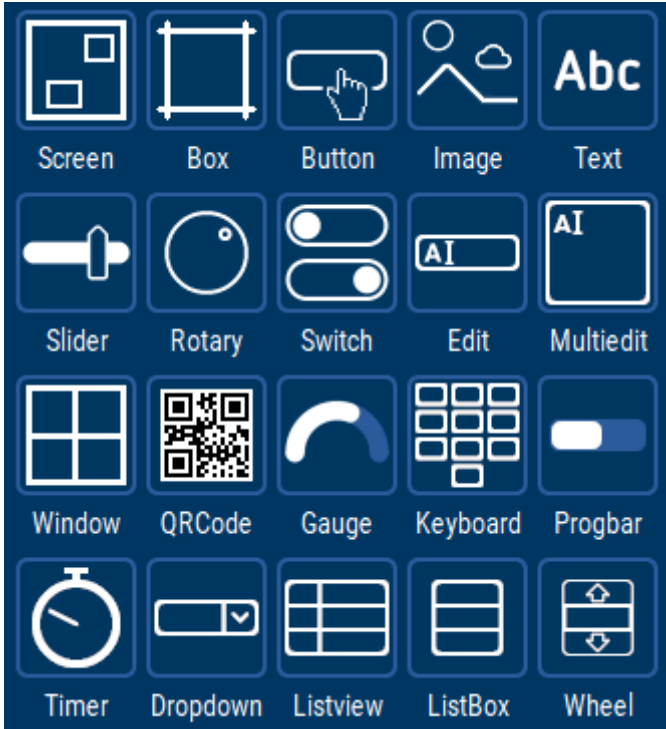 Abc
Screen Box Button Image Text
AI AI
Slider Rotary Switch Edit Multiedit
Window QRCode Gauge Keyboard Progbar
Timer Dropdown Listview ListBox Wheel